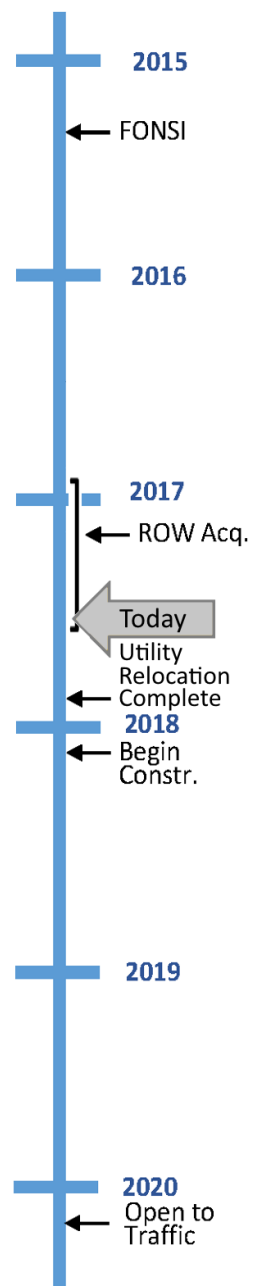 2015
FONSI
2016
2017
ROW Acq.
Today
Utility
Relocation
Complete
2018
Begin
Constr.
2019
2020
Open to
Traffic